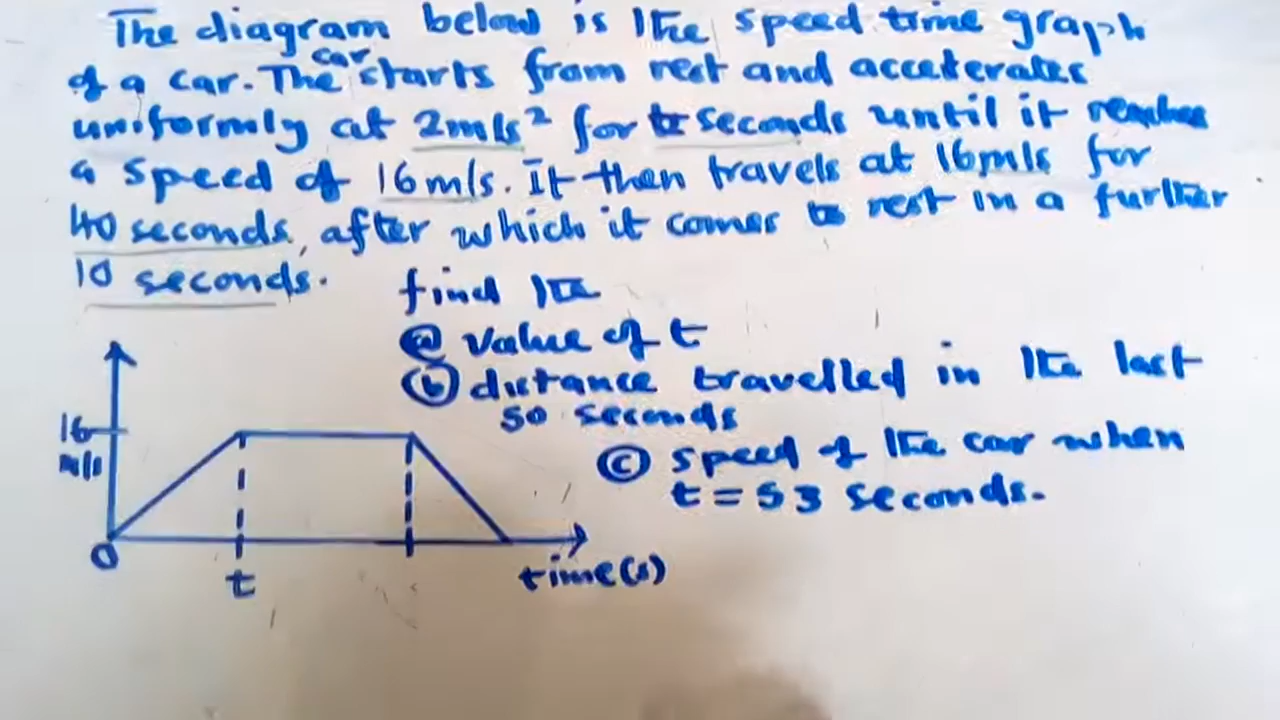 The diagram below is the speed time graph
of a car. The car starts from rest and accelerates
uniformly at 2m/s² for t seconds until it reaches
a speed of 16m/s. It then travels at 16m/s for
40 seconds, after which it comes to rest in a further
10 seconds.
find the
(a) value of t
(b) distance travelled in the last
50 seconds
(c) speed of the car when
t = 53 seconds.
16
m/s
0
t
time(s)